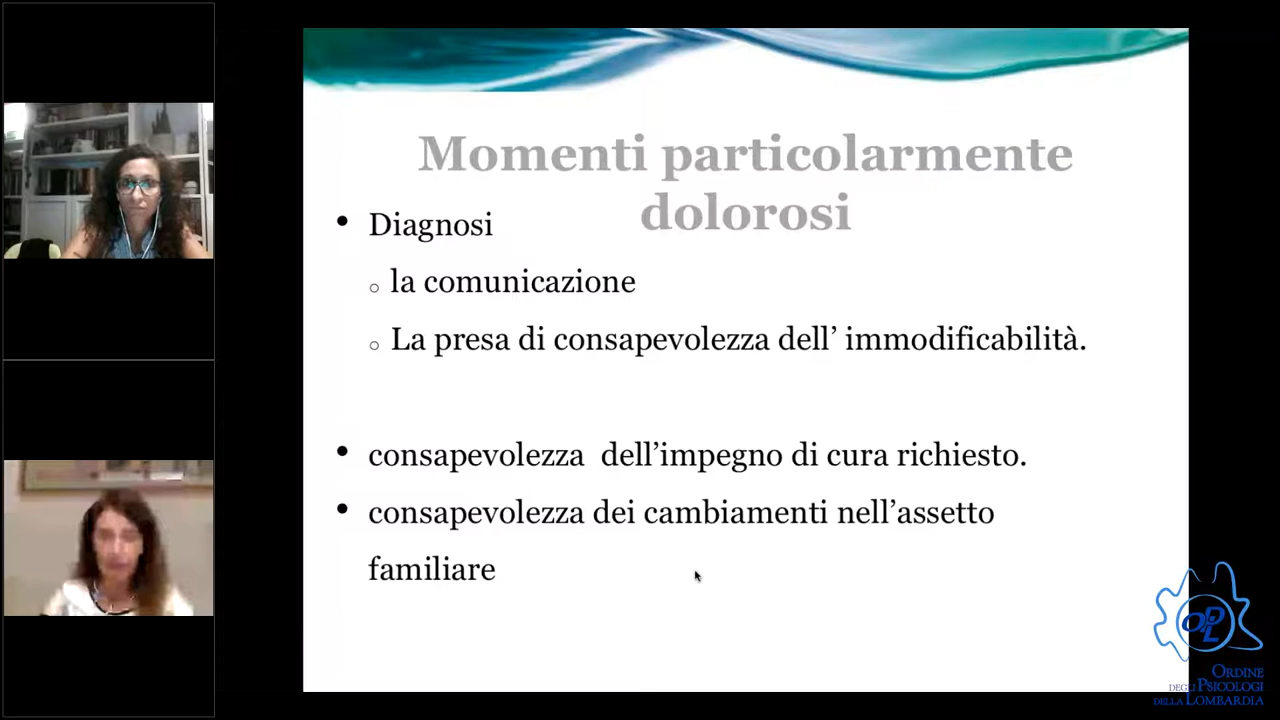 Momenti particolarmente
dolorosi
• Diagnosi
o la comunicazione
o La presa di consapevolezza dell’ immodificabilità.
• consapevolezza  dell’impegno di cura richiesto.
• consapevolezza dei cambiamenti nell’assetto
familiare
OPL
ORDINE
DEGLI PSICOLOGI
DELLA LOMBARDIA